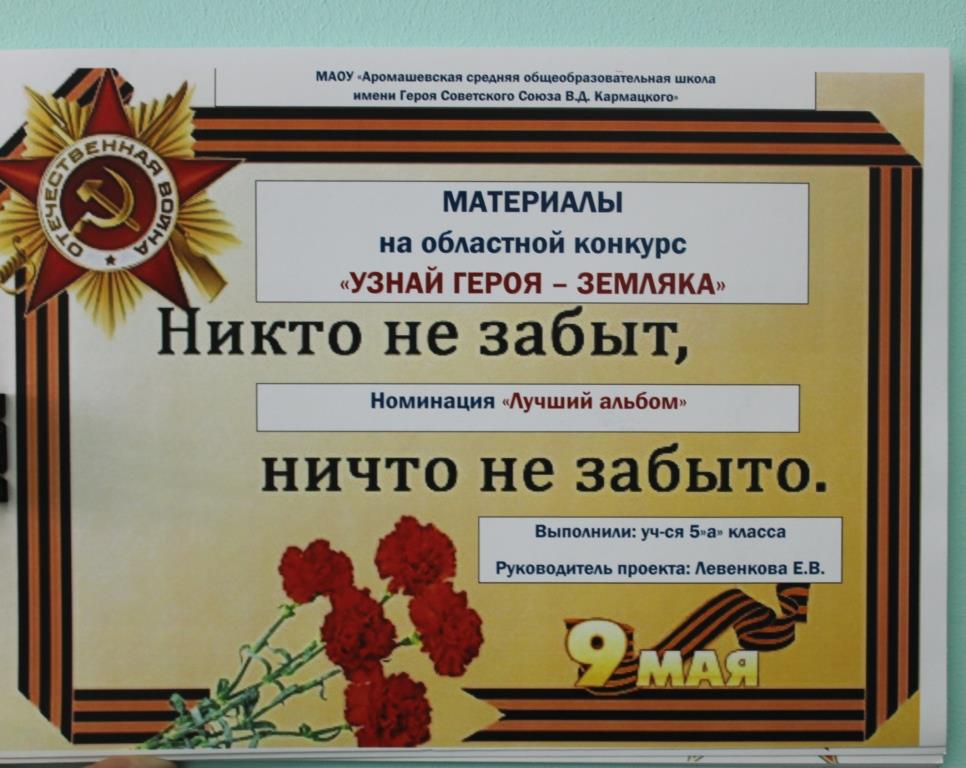 МАОУ «Аромашевская средняя общеобразовательная школа
имени Героя Советского Союза В.Д. Кармацкого»
ОТЕЧЕСТВЕННАЯ ВОЙНА
МАТЕРИАЛЫ
на областной конкурс
«УЗНАЙ ГЕРОЯ – ЗЕМЛЯКА»
Никто не забыт,
Номинация «Лучший альбом»
ничто не забыто.
Выполнили: уч-ся 5»а» класса
Руководитель проекта: Левенкова Е.В.
9 МАЯ